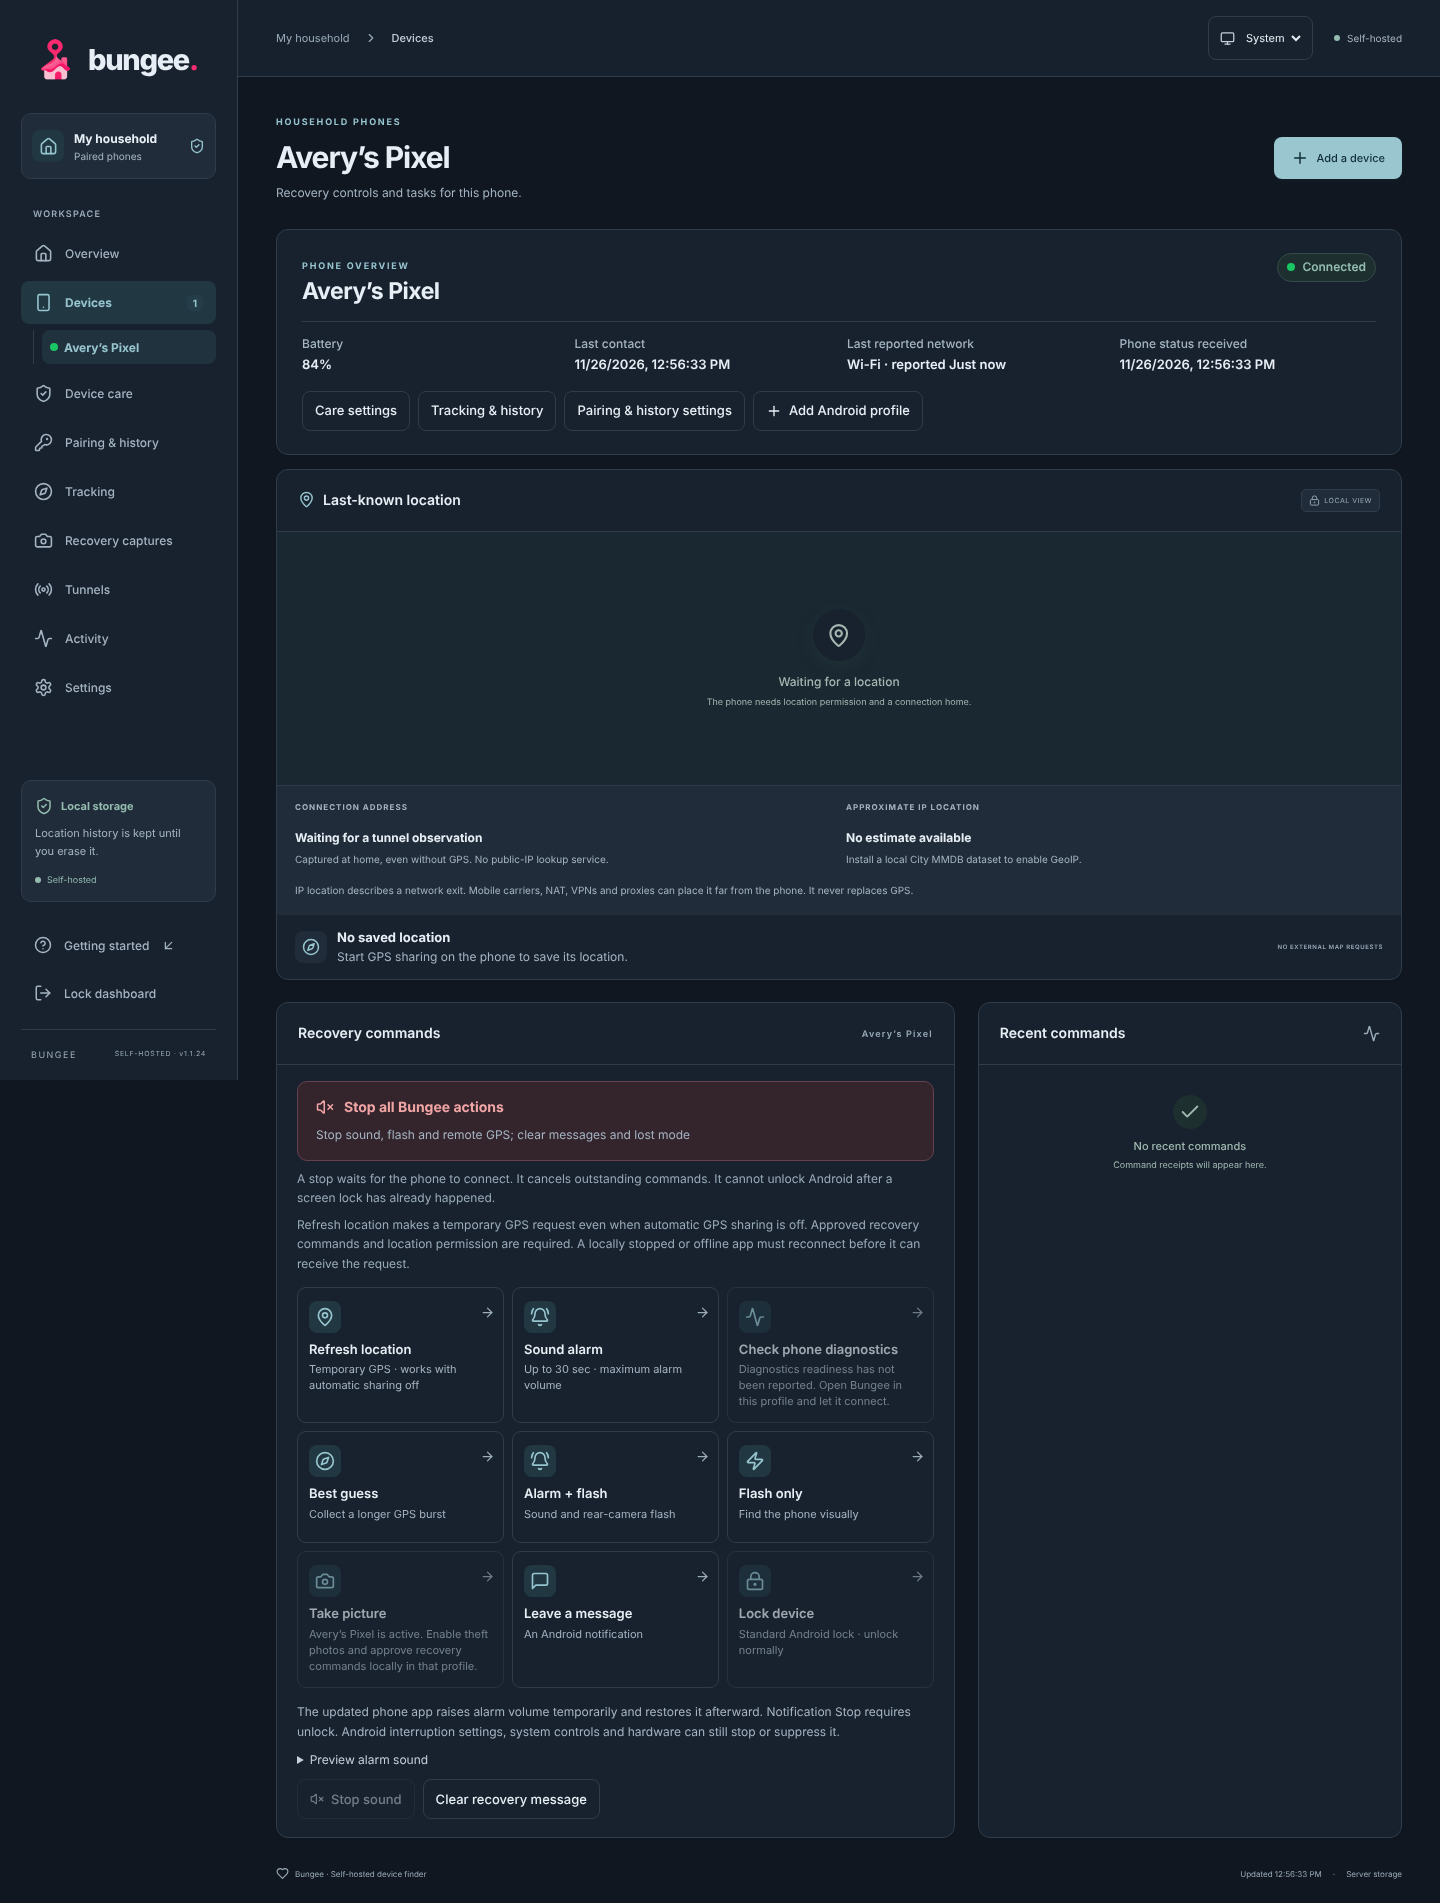 bungee.
My household
Paired phones
WORKSPACE
Overview
Devices
1
Avery's Pixel
Device care
Pairing & history
Tracking
Recovery captures
Tunnels
Activity
Settings
Local storage
Location history is kept until
you erase it.
Self-hosted
Getting started
Lock dashboard
BUNGEE
SELF-HOSTED · v1.1.24
My household
Devices
System
Self-hosted
HOUSEHOLD PHONES
Avery’s Pixel
Recovery controls and tasks for this phone.
Add a device
PHONE OVERVIEW
Avery’s Pixel
Connected
Battery
84%
Last contact
11/26/2026, 12:56:33 PM
Last reported network
Wi-Fi · reported Just now
Phone status received
11/26/2026, 12:56:33 PM
Care settings
Tracking & history
Pairing & history settings
Add Android profile
Last-known location
LOCAL VIEW
Waiting for a location
The phone needs location permission and a connection home.
CONNECTION ADDRESS
Waiting for a tunnel observation
Captured at home, even without GPS. No public-IP lookup service.
APPROXIMATE IP LOCATION
No estimate available
Install a local City MMDB dataset to enable GeoIP.
IP location describes a network exit. Mobile carriers, NAT, VPNs and proxies can place it far from the phone. It never replaces GPS.
No saved location
Start GPS sharing on the phone to save its location.
NO EXTERNAL MAP REQUESTS
Recovery commands
Avery’s Pixel
Stop all Bungee actions
Stop sound, flash and remote GPS; clear messages and lost mode
A stop waits for the phone to connect. It cancels outstanding commands. It cannot unlock Android after a
screen lock has already happened.
Refresh location makes a temporary GPS request even when automatic GPS sharing is off. Approved recovery
commands and location permission are required. A locally stopped or offline app must reconnect before it can
receive the request.
Refresh location
Temporary GPS · works with
automatic sharing off
Sound alarm
Up to 30 sec · maximum alarm
volume
Check phone diagnostics
Diagnostics readiness has not
been reported. Open Bungee in
this profile and let it connect.
Best guess
Collect a longer GPS burst
Alarm + flash
Sound and rear-camera flash
Flash only
Find the phone visually
Take picture
Avery’s Pixel is active. Enable theft
photos and approve recovery
commands locally in that profile.
Leave a message
An Android notification
Lock device
Standard Android lock · unlock
normally
The updated phone app raises alarm volume temporarily and restores it afterward. Notification Stop requires
unlock. Android interruption settings, system controls and hardware can still stop or suppress it.
Preview alarm sound
Stop sound
Clear recovery message
Recent commands
No recent commands
Command receipts will appear here.
Bungee · Self-hosted device finder
Updated 12:56:33 PM · Server storage